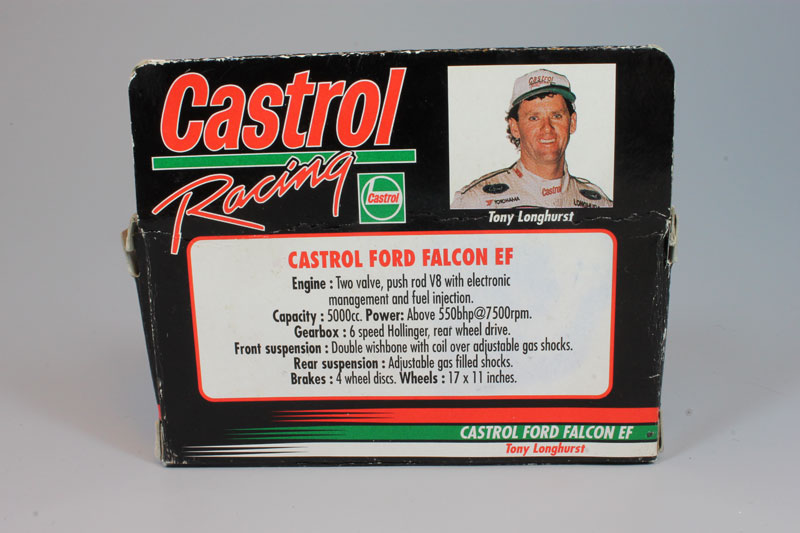 Castrol
Racing
Castrol
Castrol
Castrol
YOKOHAMA
Tony Longhurst
CASTROL FORD FALCON EF
Engine : Two valve, push rod V8 with electronic
management and fuel injection.
Capacity : 5000cc. Power: Above 550bhp@7500rpm.
Gearbox : 6 speed Hollinger, rear wheel drive.
Front suspension : Double wishbone with coil over adjustable gas shocks.
Rear suspension : Adjustable gas filled shocks.
Brakes : 4 wheel discs. Wheels : 17 x 11 inches.
CASTROL FORD FALCON EF
Tony Longhurst